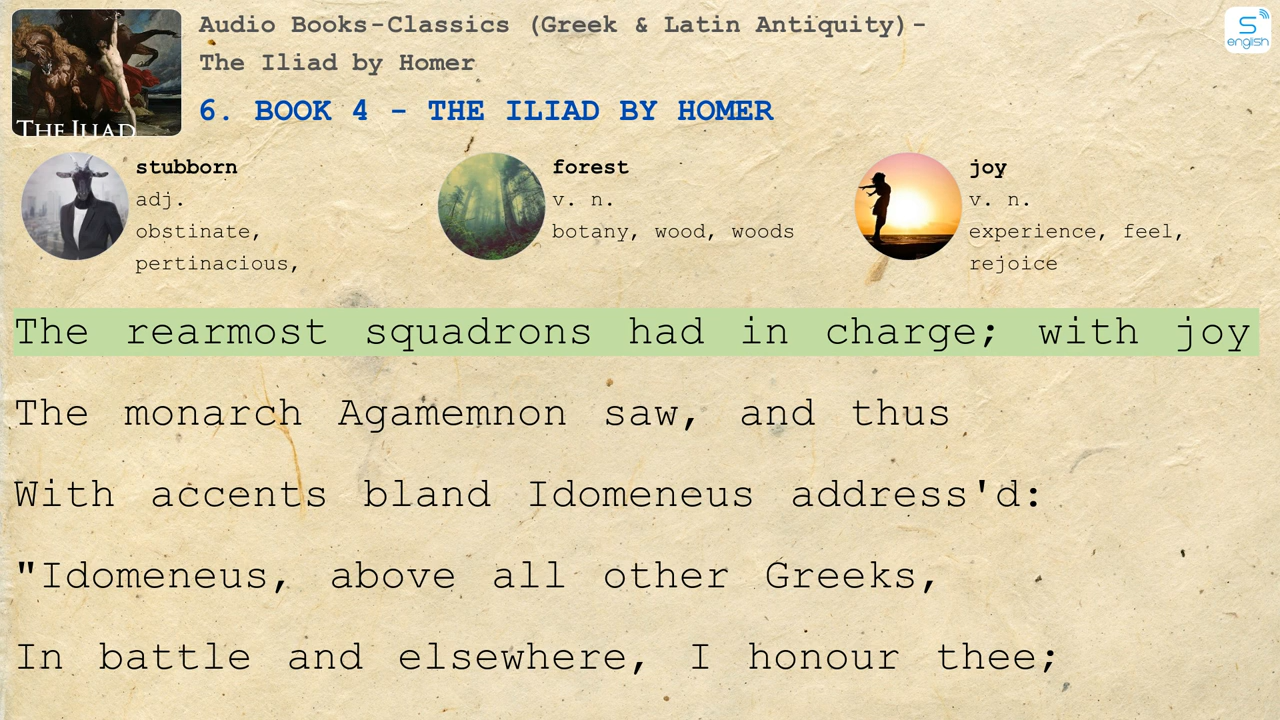 Audio Books-Classics (Greek & Latin Antiquity)-
The Iliad by Homer
6. BOOK 4 - THE ILIAD BY HOMER
THE ILIAD
S
english
stubborn
adj.
obstinate,
pertinacious,
forest
v. n.
botany, wood, woods
joy
v. n.
experience, feel,
rejoice
The rearmost squadrons had in charge; with joy
The monarch Agamemnon saw, and thus
With accents bland Idomeneus address'd:
"Idomeneus, above all other Greeks,
In battle and elsewhere, I honour thee;